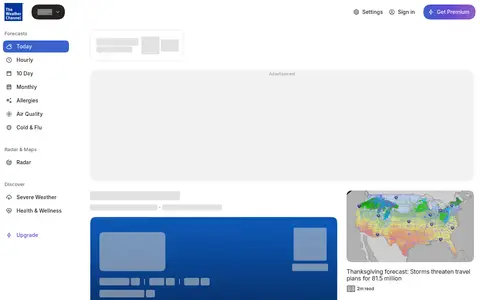 The
Weather
Channel
Settings
Sign in
Get Premium
Forecasts
Today
Hourly
10 Day
Monthly
Allergies
Air Quality
Cold & Flu
Radar & Maps
Radar
Discover
Severe Weather
Health & Wellness
Upgrade
Advertisement
Thanksgiving forecast: Storms threaten travel
plans for 81.5 million
2m read